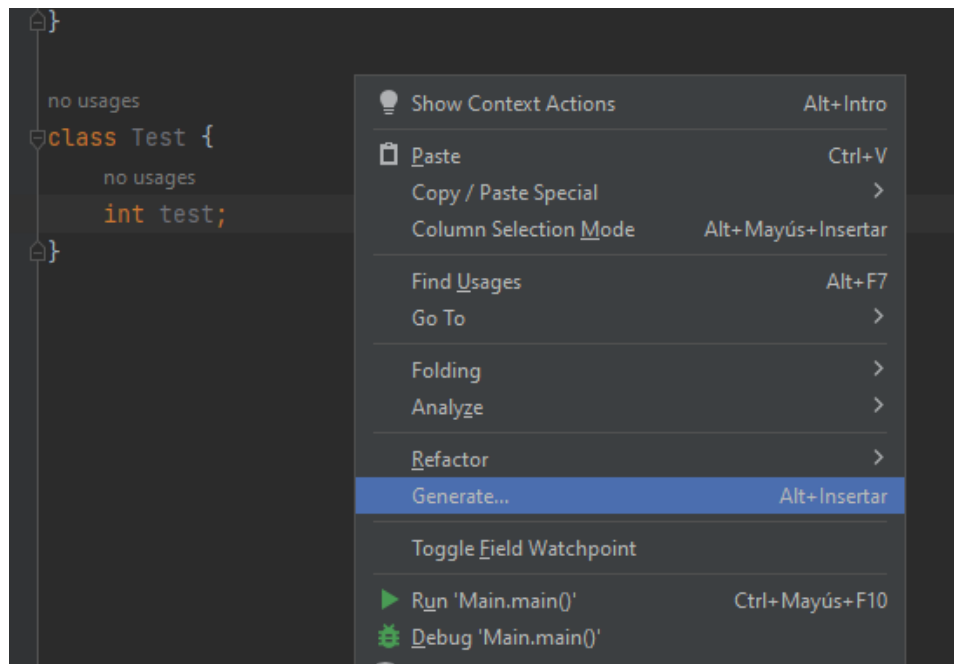 }
no usages
class Test {
no usages
int test;
}
Show Context Actions Alt+Intro
Paste Ctrl+V
Copy / Paste Special
Column Selection Mode Alt+Mayús+Insertar
Find Usages Alt+F7
Go To
Folding
Analyze
Refactor
Generate... Alt+Insertar
Toggle Field Watchpoint
Run 'Main.main()' Ctrl+Mayús+F10
Debug 'Main.main()'